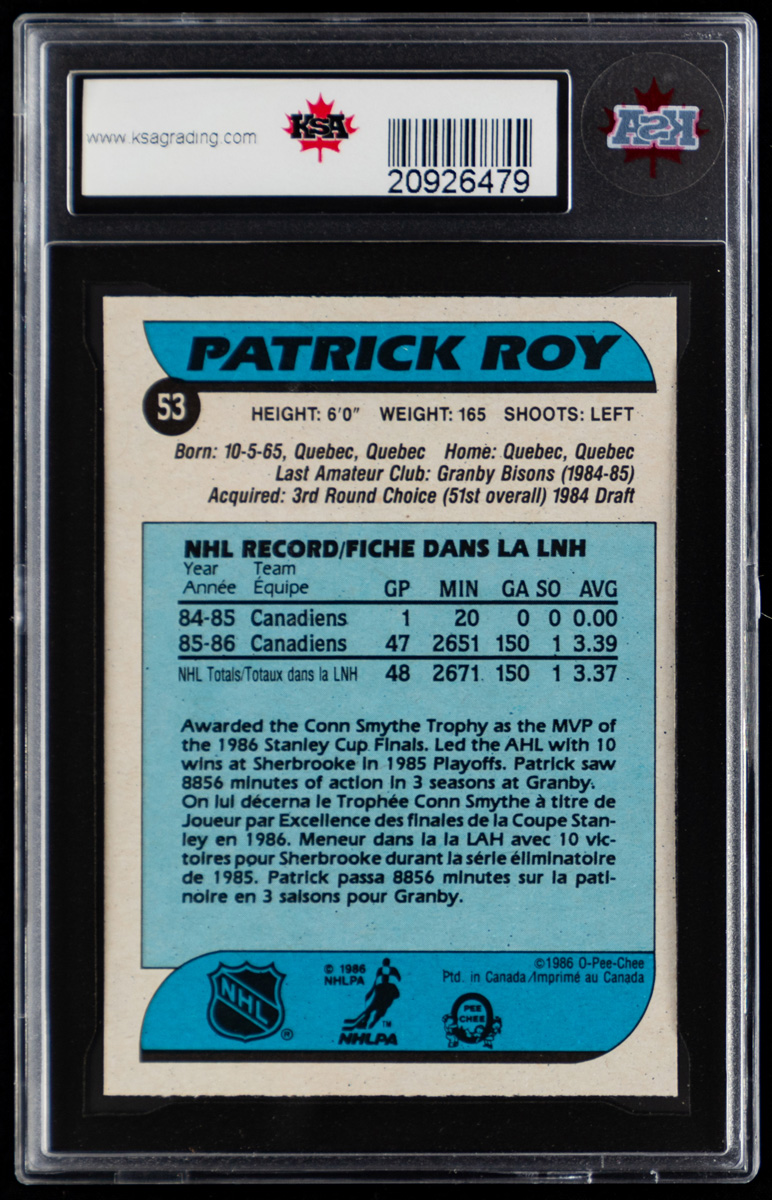 www.ksagrading.com
KSA
20926479
KSA
PATRICK ROY
53
HEIGHT: 6'0" WEIGHT: 165 SHOOTS: LEFT
Born: 10-5-65, Quebec, Quebec Home: Quebec, Quebec
Last Amateur Club: Granby Bisons (1984-85)
Acquired: 3rd Round Choice (51st overall) 1984 Draft
NHL RECORD/FICHE DANS LA LNH
Year Team
Année Équipe GP MIN GA SO AVG
84-85 Canadiens 1 20 0 0 0.00
85-86 Canadiens 47 2651 150 1 3.39
NHL Totals/Totaux dans la LNH 48 2671 150 1 3.37
Awarded the Conn Smythe Trophy as the MVP of
the 1986 Stanley Cup Finals. Led the AHL with 10
wins at Sherbrooke in 1985 Playoffs. Patrick saw
8856 minutes of action in 3 seasons at Granby.
On lui décerna le Trophée Conn Smythe à titre de
Joueur par Excellence des finales de la Coupe Stan-
ley en 1986. Meneur dans la la LAH avec 10 vic-
toires pour Sherbrooke durant la série éliminatoire
de 1985. Patrick passa 8856 minutes sur la pati-
noire en 3 saisons pour Granby.
©1986 O-Pee-Chee
Ptd. in Canada/Imprimé au Canada
NHL ®
© 1986
NHLPA
™
NHLPA
PEE
CHEE